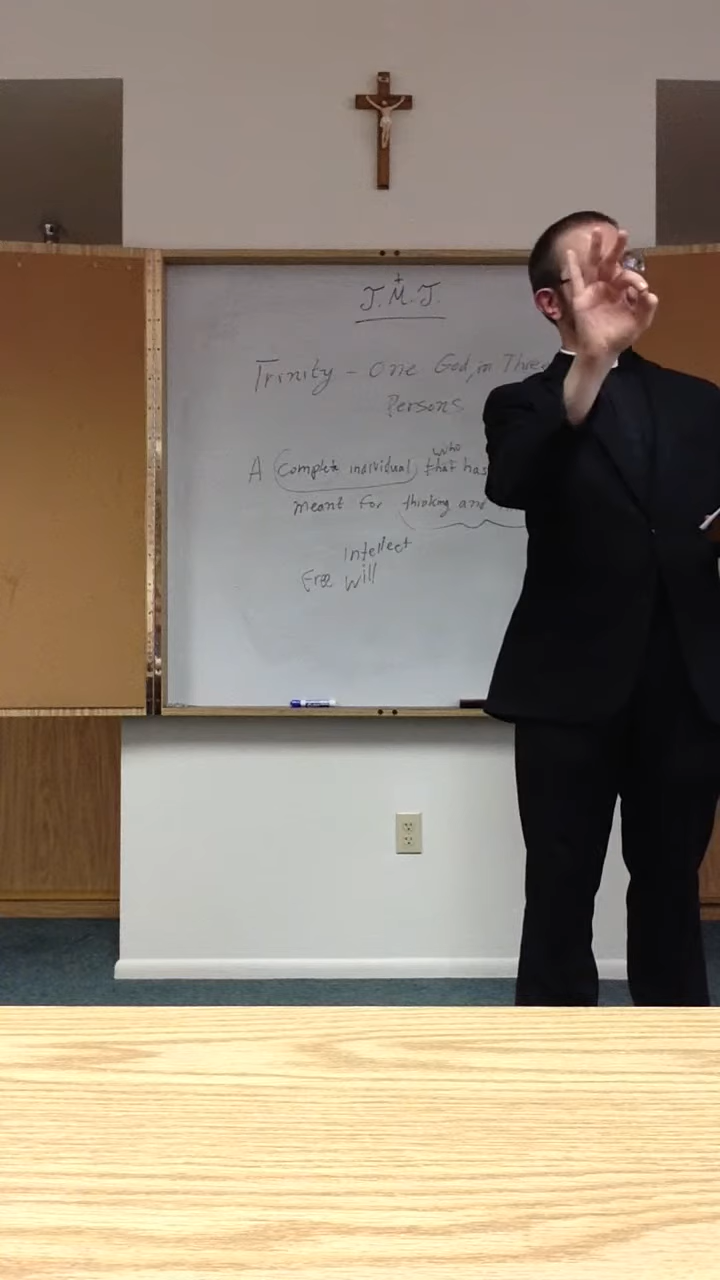 J. M. J.
Trinity - One God, in Three
Persons
who
A Complete individual that has
meant for thinking and
Intellect
Free Will